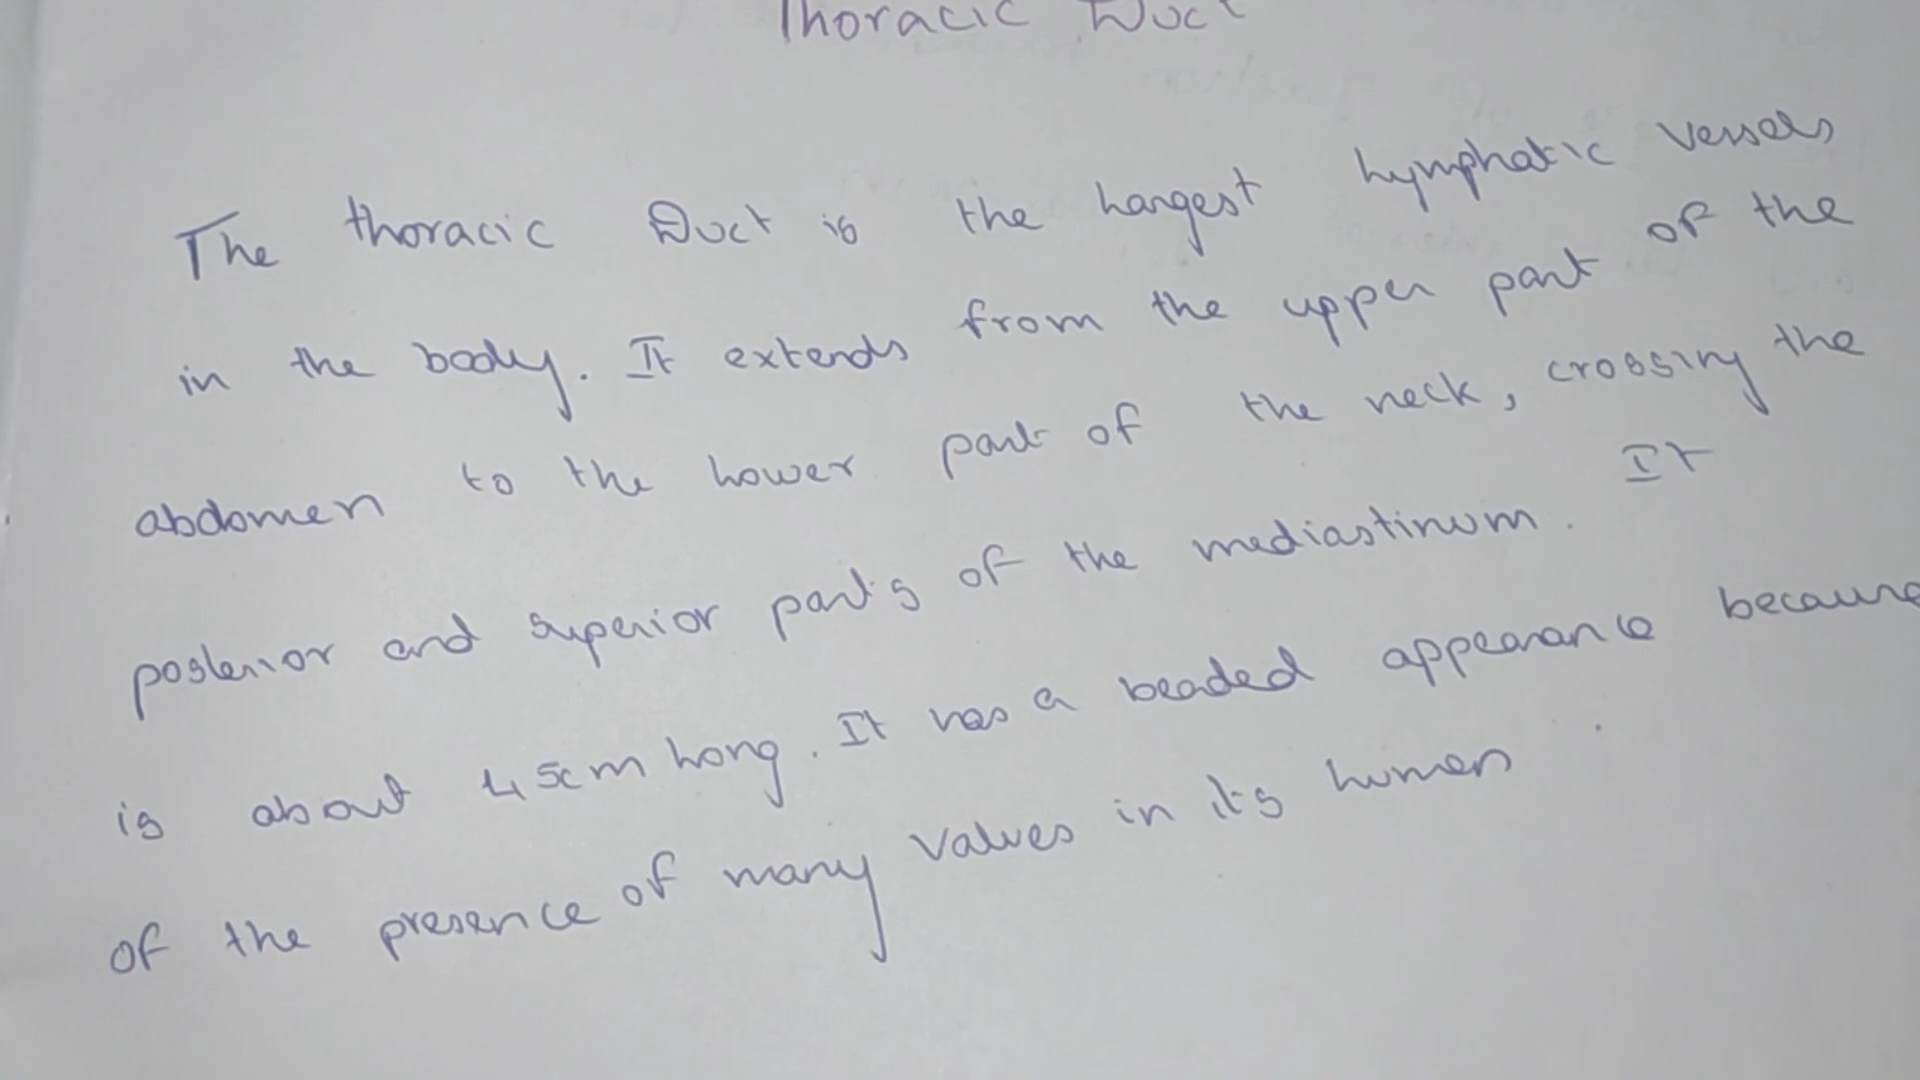 Thoracic Duct
The thoracic Duct is the largest lymphatic vessels
in the body. It extends from the upper part of the
abdomen to the lower part of the neck, crossing the
posterior and superior parts of the mediastinum. It
is about 45cm long. It has a beaded appearance because
of the presence of many valves in its lumen